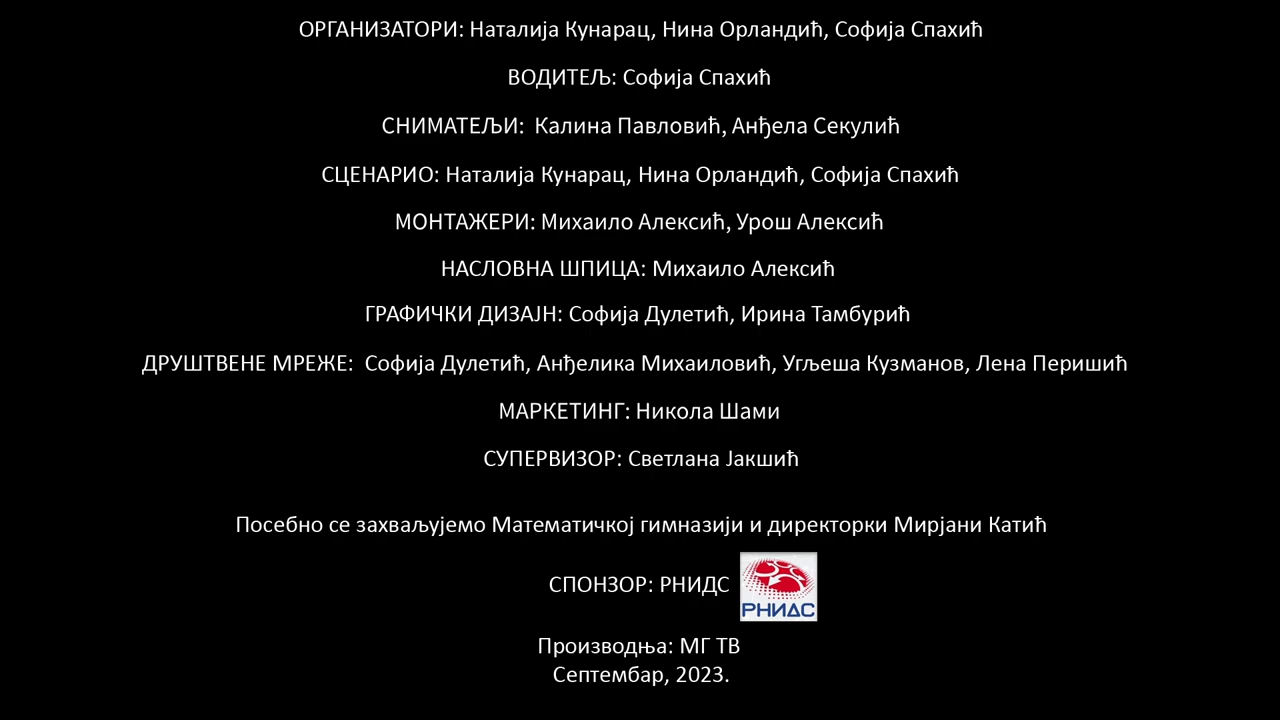 ОРГАНИЗАТОРИ: Наталија Кунарац, Нина Орландић, Софија Спахић
ВОДИТЕЉ: Софија Спахић
СНИМАТЕЉИ:  Калина Павловић, Анђела Секулић
СЦЕНАРИО: Наталија Кунарац, Нина Орландић, Софија Спахић
МОНТАЖЕРИ: Михаило Алексић, Урош Алексић
НАСЛОВНА ШПИЦА: Михаило Алексић
ГРАФИЧКИ ДИЗАЈН: Софија Дулетић, Ирина Тамбурић
ДРУШТВЕНЕ МРЕЖЕ:  Софија Дулетић, Анђелика Михаиловић, Угљеша Кузманов, Лена Перишић
МАРКЕТИНГ: Никола Шами
СУПЕРВИЗОР: Светлана Јакшић
Посебно се захваљујемо Математичкој гимназији и директорки Мирјани Катић
СПОНЗОР: РНИДС
РНИДС
Производња: МГ ТВ
Септембар, 2023.